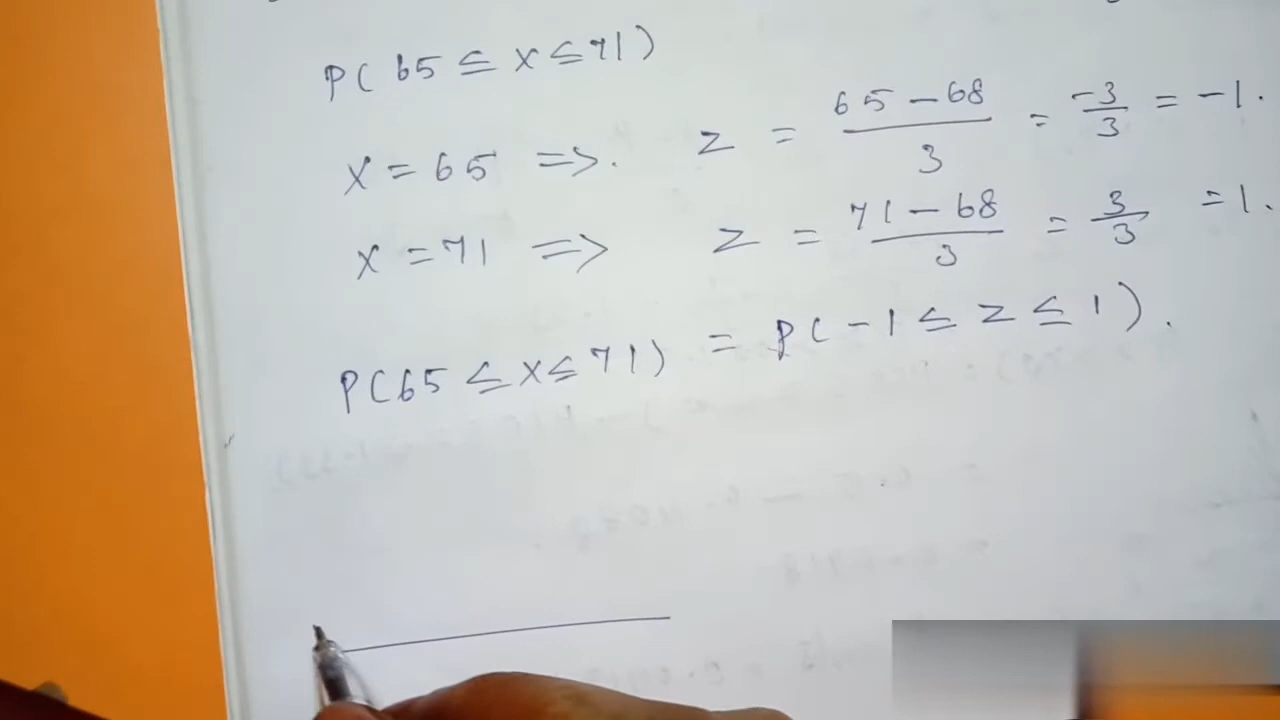 P( 65 ≤ x ≤ 71)
x = 65 => . z = 65 - 68 / 3 = -3/3 = -1.
x = 71 => z = 71 - 68 / 3 = 3/3 = 1.
P(65 ≤ x ≤ 71) = P( -1 ≤ z ≤ 1).